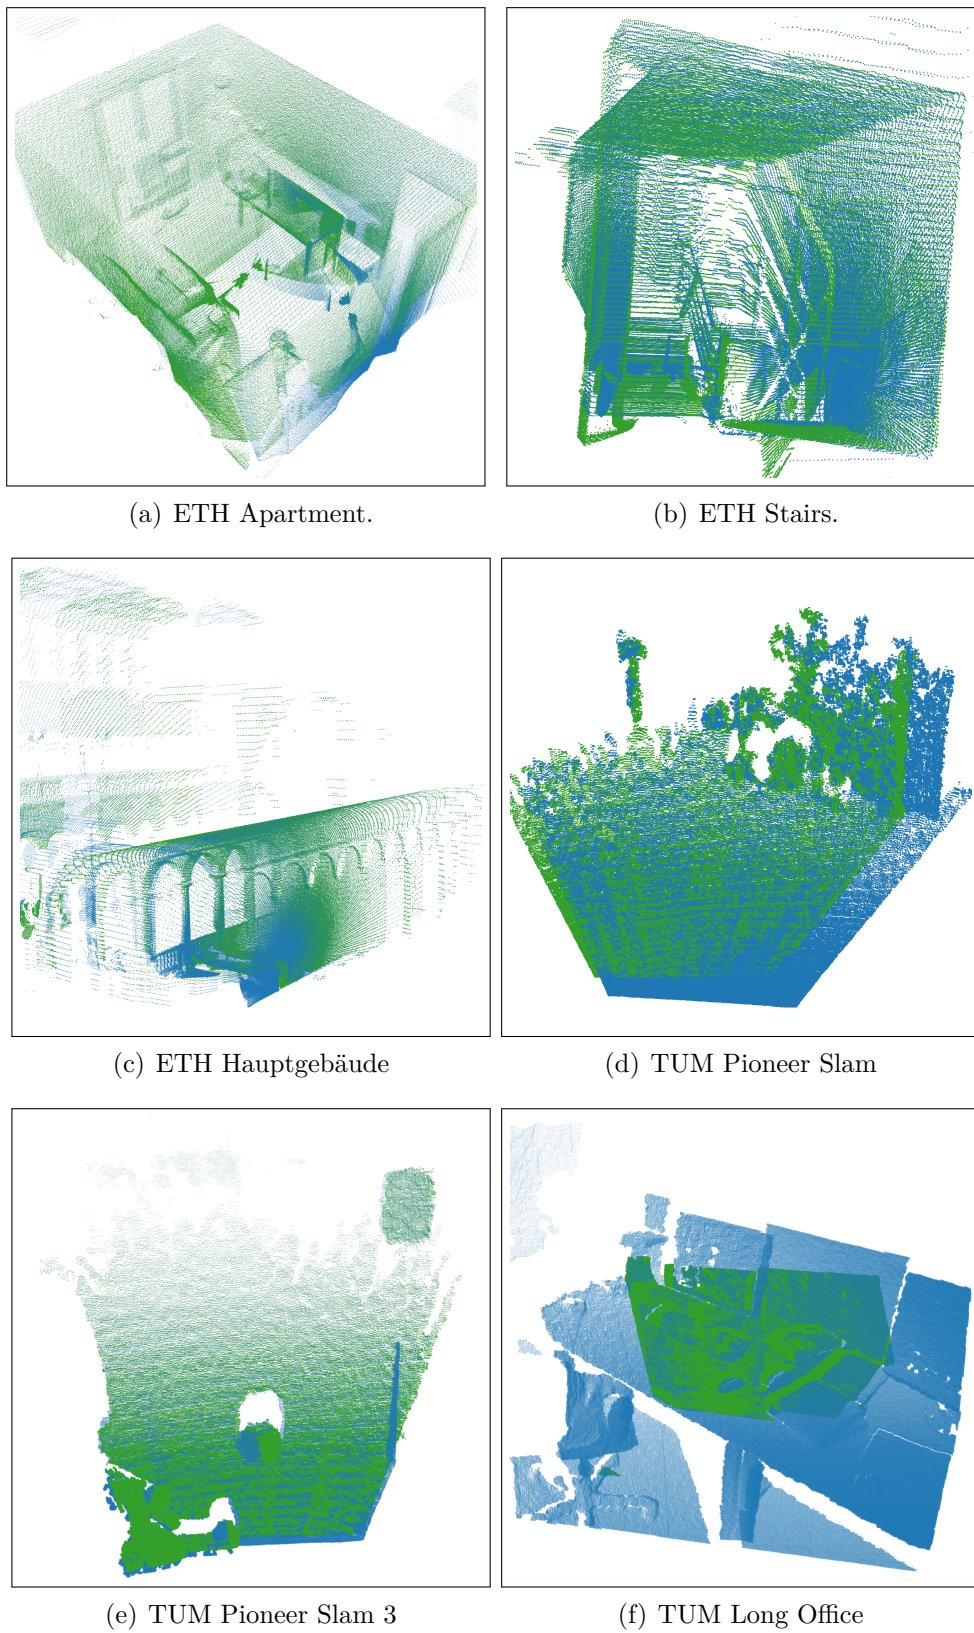 (a) ETH Apartment.
(b) ETH Stairs.
(c) ETH Hauptgebäude
(d) TUM Pioneer Slam
(e) TUM Pioneer Slam 3
(f) TUM Long Office